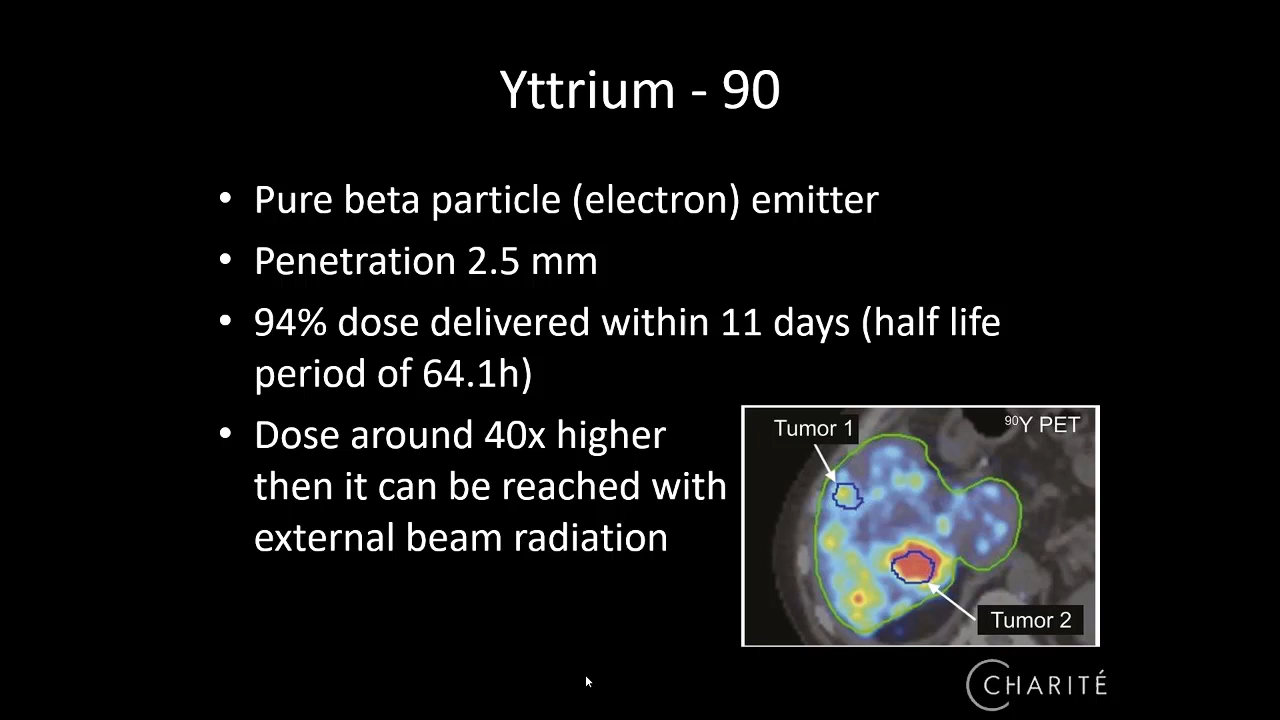 Yttrium - 90
• Pure beta particle (electron) emitter
• Penetration 2.5 mm
• 94% dose delivered within 11 days (half life
period of 64.1h)
• Dose around 40x higher
then it can be reached with
external beam radiation
Tumor 1
⁹⁰Y PET
Tumor 2
CHARITÉ